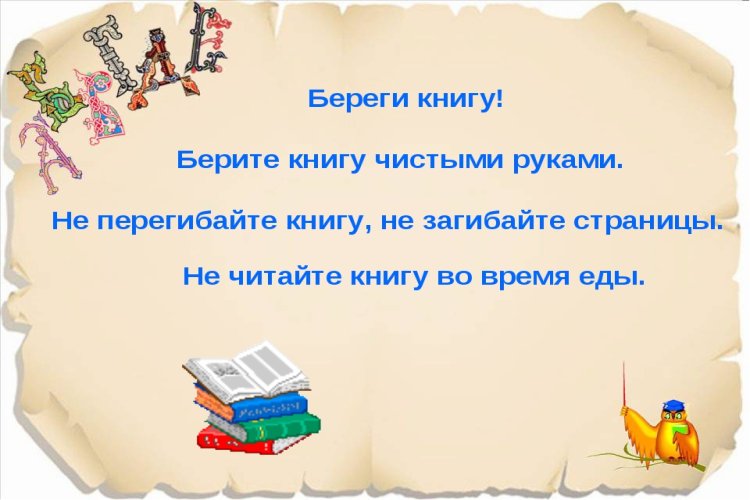 Береги книгу!
Берите книгу чистыми руками.
Не перегибайте книгу, не загибайте страницы.
Не читайте книгу во время еды.